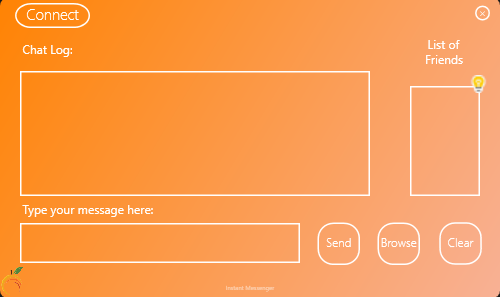 Connect
Chat Log:
List of
Friends
Type your message here:
Send
Browse
Clear
Instant Messenger